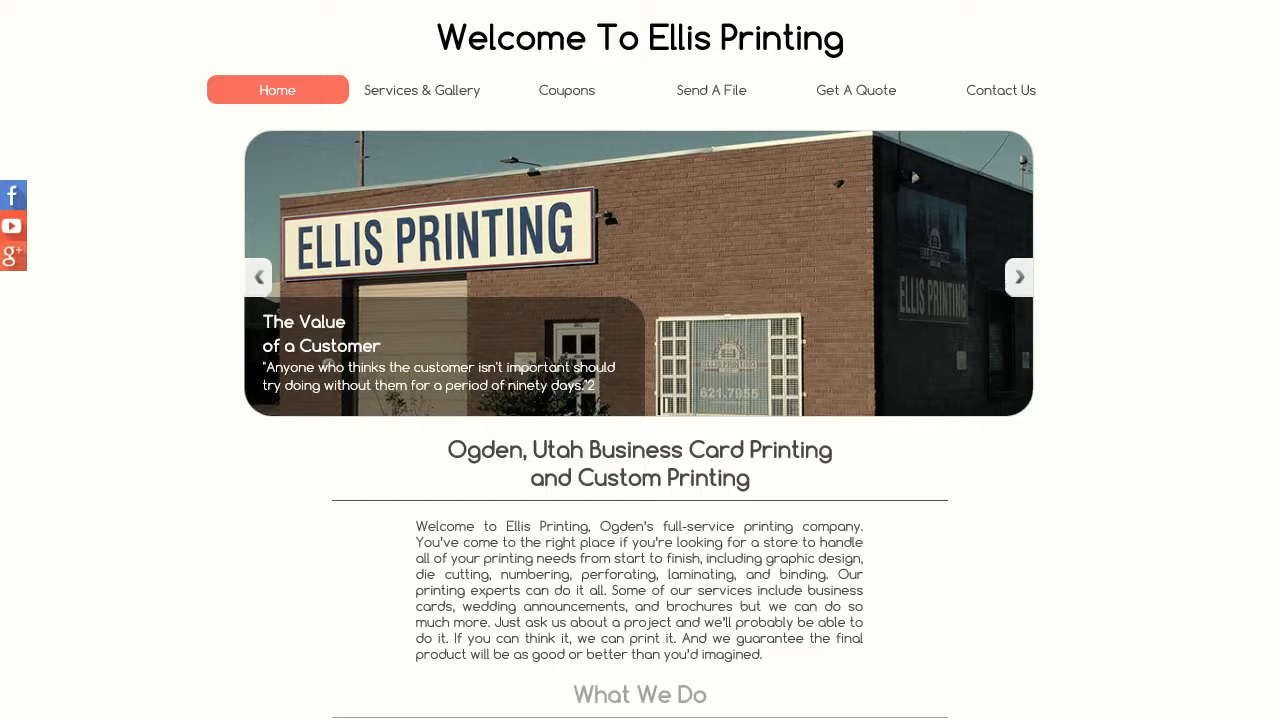 Welcome To Ellis Printing
Home
Services & Gallery
Coupons
Send A File
Get A Quote
Contact Us
ELLIS PRINTING
ELLIS PRINTING
ELLIS PRINTING
621.7955
The Value
of a Customer
"Anyone who thinks the customer isn't important should
try doing without them for a period of ninety days."2
Ogden, Utah Business Card Printing
and Custom Printing
Welcome to Ellis Printing, Ogden's full-service printing company.
You've come to the right place if you're looking for a store to handle
all of your printing needs from start to finish, including graphic design,
die cutting, numbering, perforating, laminating, and binding. Our
printing experts can do it all. Some of our services include business
cards, wedding announcements, and brochures but we can do so
much more. Just ask us about a project and we'll probably be able to
do it. If you can think it, we can print it. And we guarantee the final
product will be as good or better than you'd imagined.
What We Do